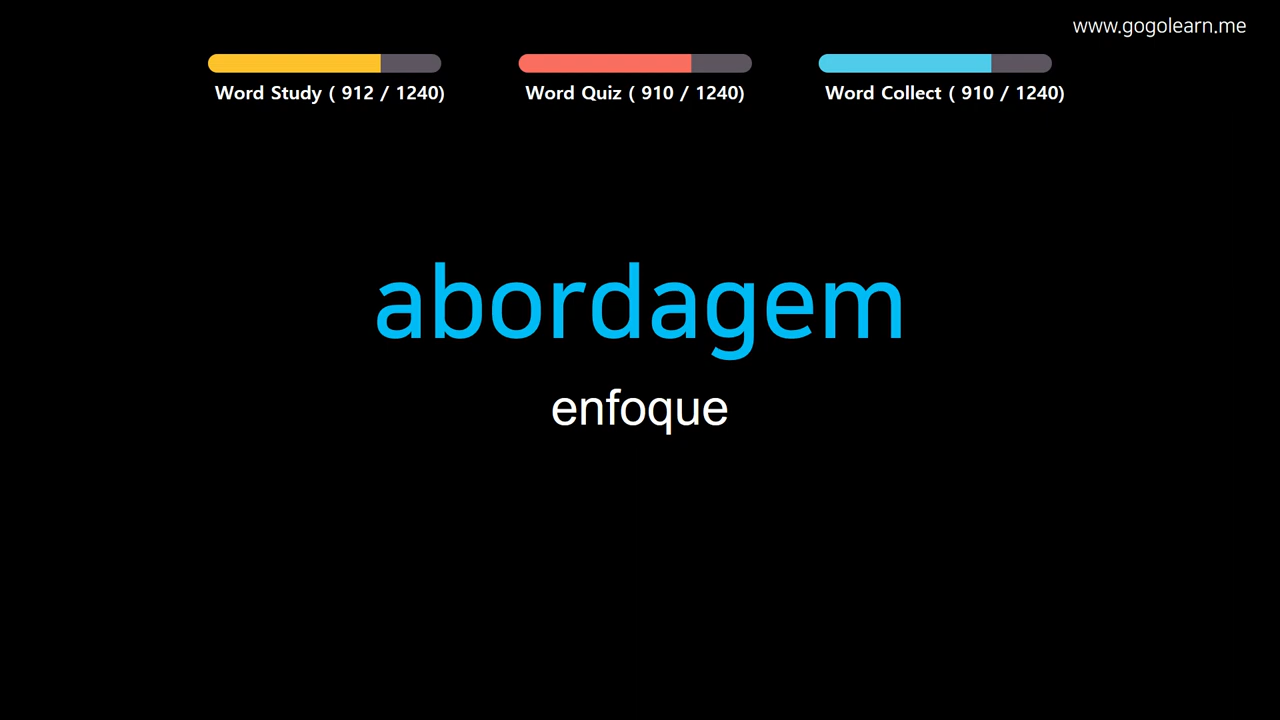 www.gogolearn.me
Word Study ( 912 / 1240)
Word Quiz ( 910 / 1240)
Word Collect ( 910 / 1240)
abordagem
enfoque